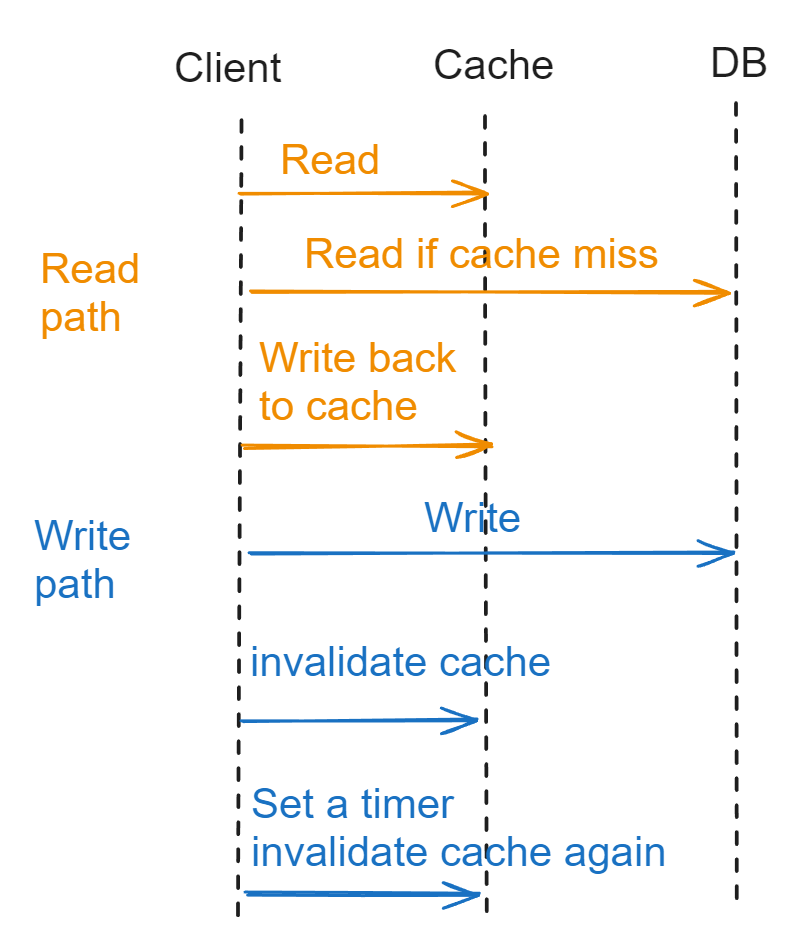 Client
Cache
DB
Read
Read if cache miss
Read
path
Write back
to cache
Write
Write
path
invalidate cache
Set a timer
invalidate cache again